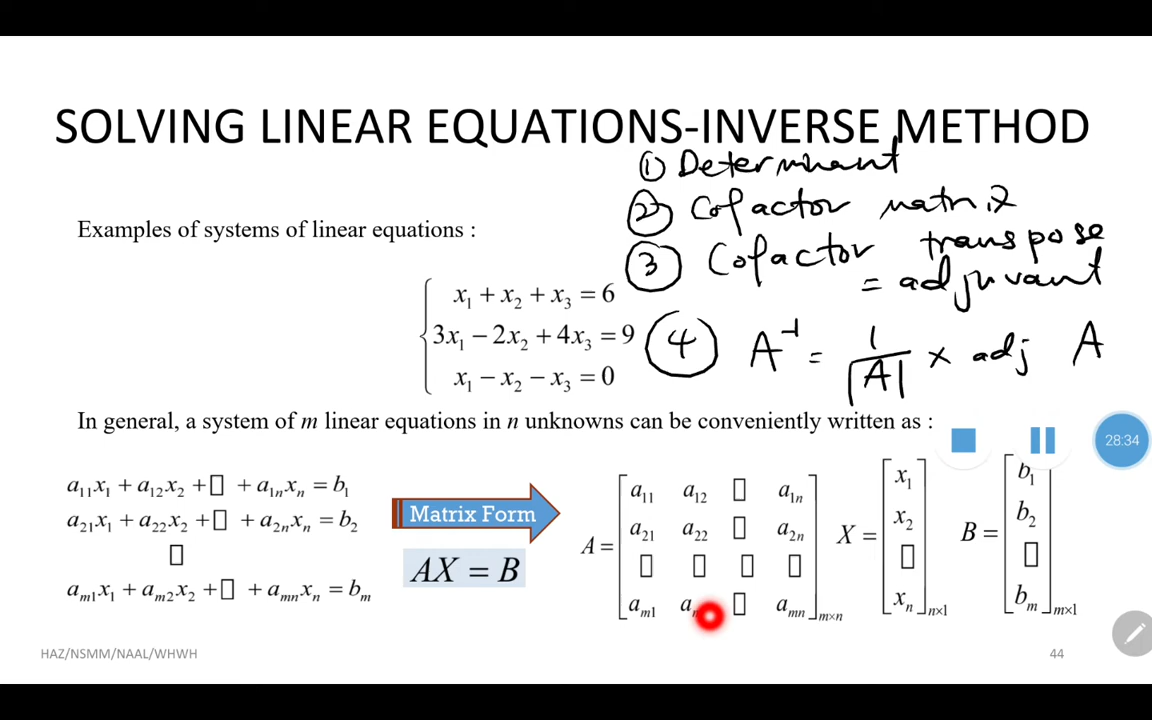 SOLVING LINEAR EQUATIONS-INVERSE METHOD
① Determinant
② Cofactor matrix
Examples of systems of linear equations :
③ Cofactor transpose
= adjuvant
x₁ + x₂ + x₃ = 6
3x₁ − 2x₂ + 4x₃ = 9
x₁ − x₂ − x₃ = 0
④ A⁻¹ = 1/|A| × adj A
In general, a system of m linear equations in n unknowns can be conveniently written as :
28:34
a₁₁x₁ + a₁₂x₂ +▯ + a₁ₙxₙ = b₁
a₂₁x₁ + a₂₂x₂ +▯ + a₂ₙxₙ = b₂
▯
aₘ₁x₁ + aₘ₂x₂ +▯ + aₘₙxₙ = bₘ
Matrix Form
AX = B
A =
a₁₁ a₁₂ ▯ a₁ₙ
a₂₁ a₂₂ ▯ a₂ₙ
▯ ▯ ▯ ▯
aₘ₁ a ▯ aₘₙ
m×n
X =
x₁
x₂
▯
xₙ
n×1
B =
b₁
b₂
▯
bₘ
m×1
HAZ/NSMM/NAAL/WHWH
44